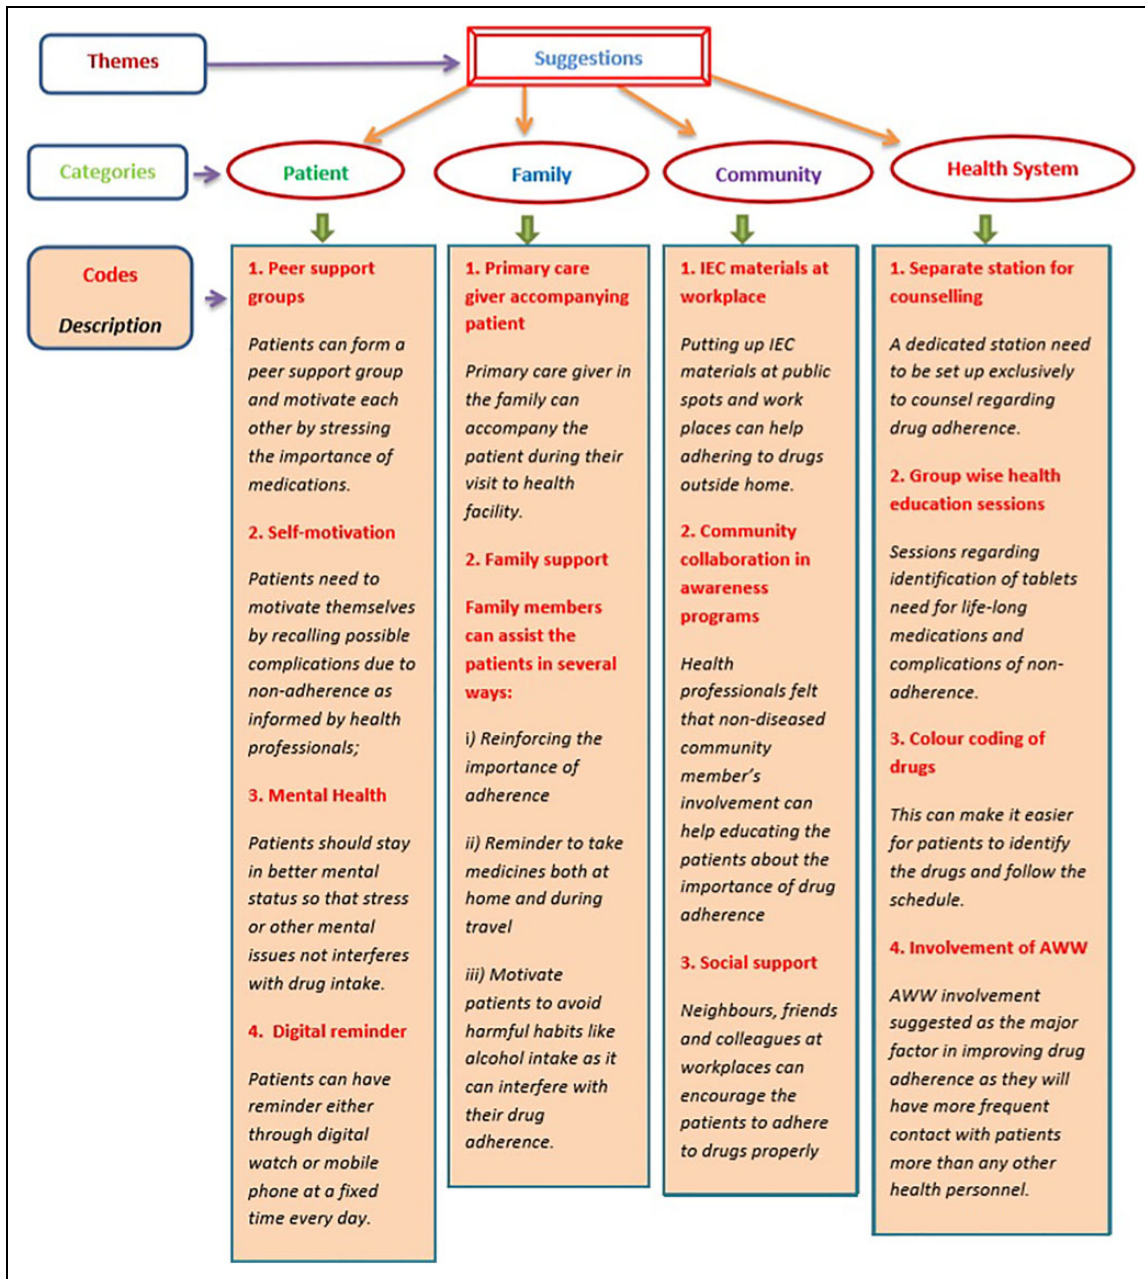 Themes
Suggestions
Categories
Patient
Family
Community
Health System
Codes
Description
1. Peer support
groups
Patients can form a
peer support group
and motivate each
other by stressing
the importance of
medications.
2. Self-motivation
Patients need to
motivate themselves
by recalling possible
complications due to
non-adherence as
informed by health
professionals;
3. Mental Health
Patients should stay
in better mental
status so that stress
or other mental
issues not interferes
with drug intake.
4. Digital reminder
Patients can have
reminder either
through digital
watch or mobile
phone at a fixed
time every day.
1. Primary care
giver accompanying
patient
Primary care giver in
the family can
accompany the
patient during their
visit to health
facility.
2. Family support
Family members
can assist the
patients in several
ways:
i) Reinforcing the
importance of
adherence
ii) Reminder to take
medicines both at
home and during
travel
iii) Motivate
patients to avoid
harmful habits like
alcohol intake as it
can interfere with
their drug
adherence.
1. IEC materials at
workplace
Putting up IEC
materials at public
spots and work
places can help
adhering to drugs
outside home.
2. Community
collaboration in
awareness
programs
Health
professionals felt
that non-diseased
community
member's
involvement can
help educating the
patients about the
importance of drug
adherence
3. Social support
Neighbours, friends
and colleagues at
workplaces can
encourage the
patients to adhere
to drugs properly
1. Separate station for
counselling
A dedicated station need
to be set up exclusively
to counsel regarding
drug adherence.
2. Group wise health
education sessions
Sessions regarding
identification of tablets
need for life-long
medications and
complications of non-
adherence.
3. Colour coding of
drugs
This can make it easier
for patients to identify
the drugs and follow the
schedule.
4. Involvement of AWW
AWW involvement
suggested as the major
factor in improving drug
adherence as they will
have more frequent
contact with patients
more than any other
health personnel.